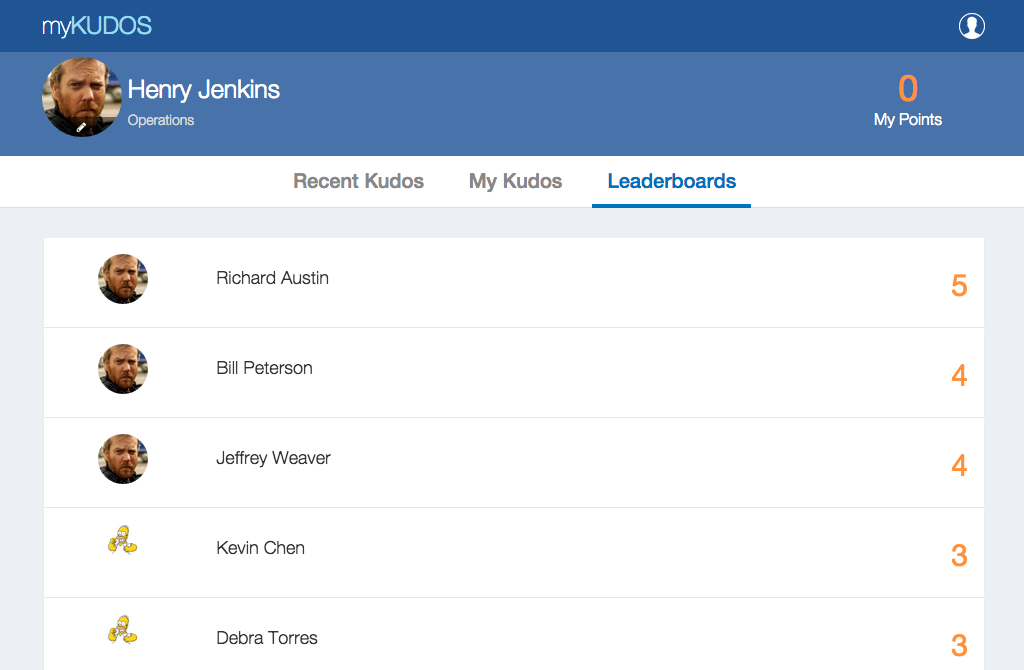 myKUDOS
Henry Jenkins
Operations
0
My Points
Recent Kudos
My Kudos
Leaderboards
Richard Austin
5
Bill Peterson
4
Jeffrey Weaver
4
Kevin Chen
3
Debra Torres
3